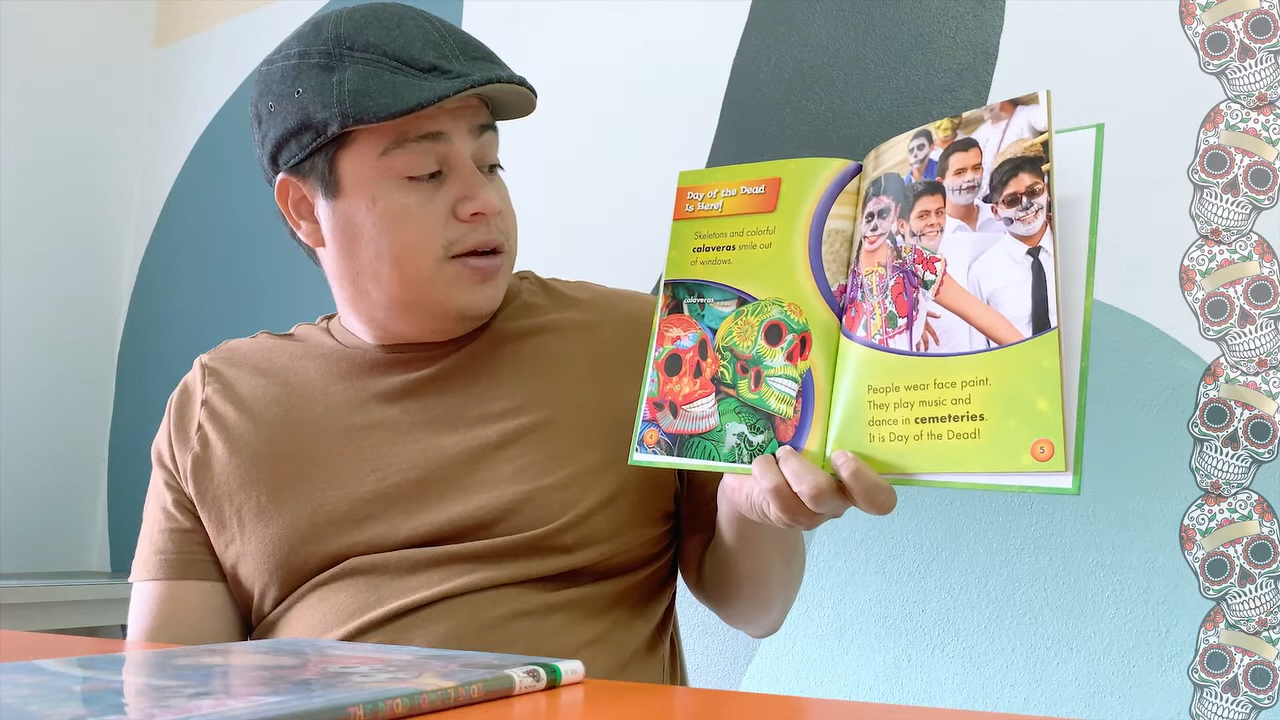 Day of the Dead
Is Here!
Skeletons and colorful
calaveras smile out
of windows.
calaveras
4
People wear face paint.
They play music and
dance in cemeteries.
It is Day of the Dead!
5